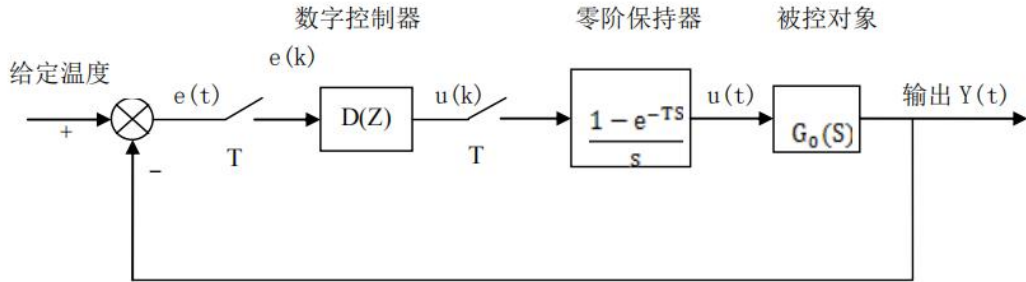 数字控制器
零阶保持器
被控对象
给定温度
e(k)
e(t)
u(k)
u(t)
输出 Y(t)
+
−
T
D(Z)
T
1 − e^{-TS}
s
G₀(S)